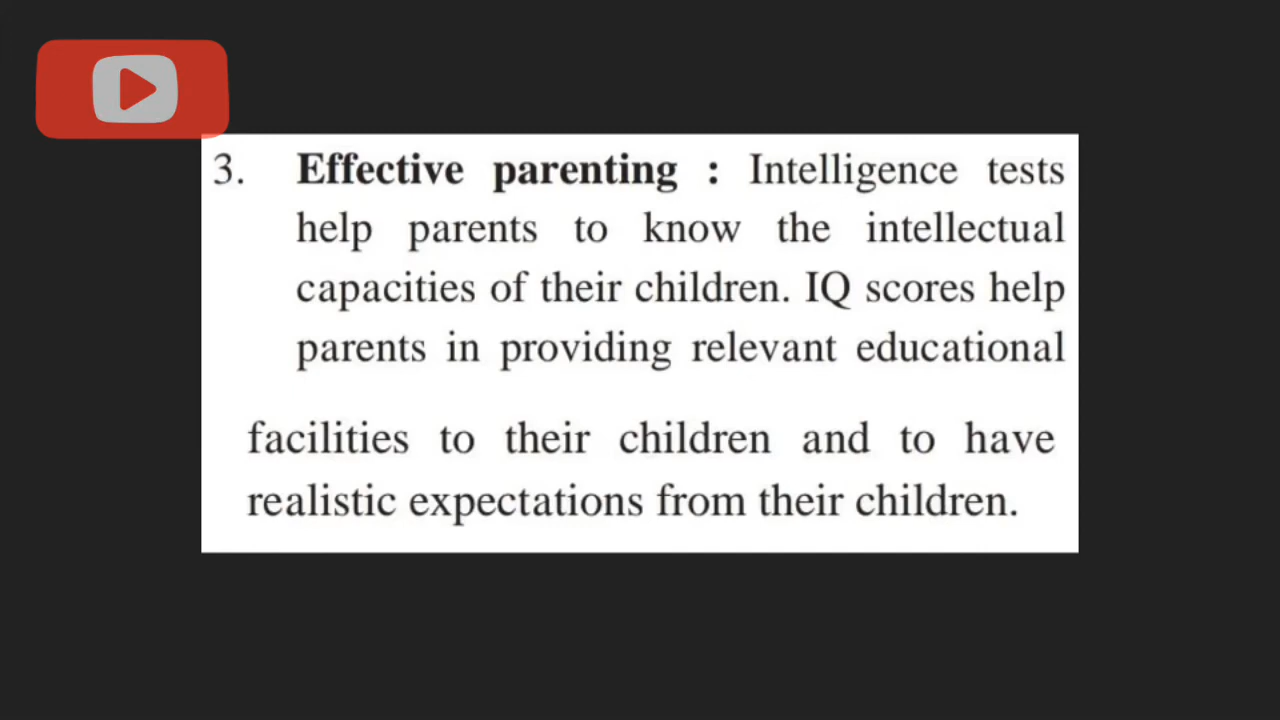 3. Effective parenting : Intelligence tests
help parents to know the intellectual
capacities of their children. IQ scores help
parents in providing relevant educational
facilities to their children and to have
realistic expectations from their children.